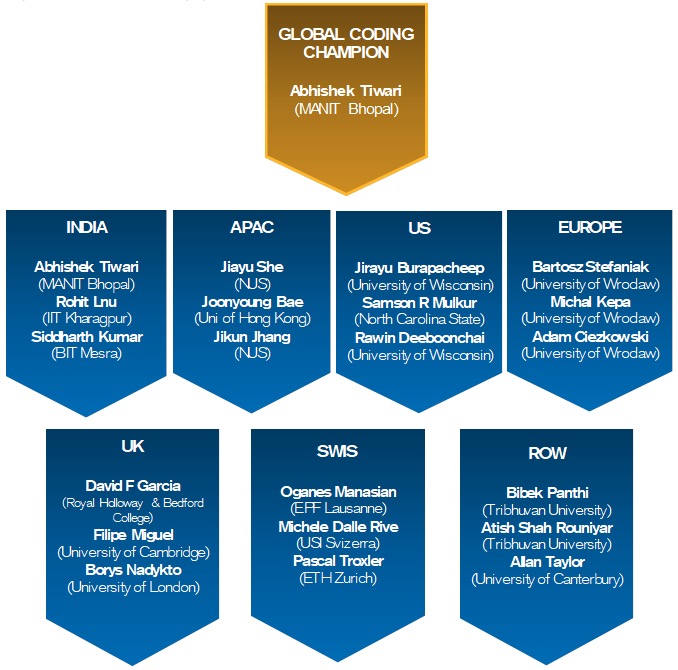 GLOBAL CODING
CHAMPION
Abhishek Tiwari
(MANIT Bhopal)
INDIA
Abhishek Tiwari
(MANIT Bhopal)
Rohit Lnu
(IIT Kharagpur)
Siddharth Kumar
(BIT Mesra)
APAC
Jiayu She
(NUS)
Joonyoung Bae
(Uni of Hong Kong)
Jikun Jhang
(NUS)
US
Jirayu Burapacheep
(University of Wisconsin)
Samson R Mulkur
(North Carolina State)
Rawin Deeboonchai
(University of Wisconsin)
EUROPE
Bartosz Stefaniak
(University of Wrodaw)
Michal Kepa
(University of Wrodaw)
Adam Ciezkowski
(University of Wrodaw)
UK
David F Garcia
(Royal Holloway & Bedford
College)
Filipe Miguel
(University of Cambridge)
Borys Nadykto
(University of London)
SWIS
Oganes Manasian
(EPF Lausanne)
Michele Dalle Rive
(USI Svizerra)
Pascal Troxler
(ETH Zurich)
ROW
Bibek Panthi
(Tribhuvan University)
Atish Shah Rouniyar
(Tribhuvan University)
Allan Taylor
(University of Canterbury)